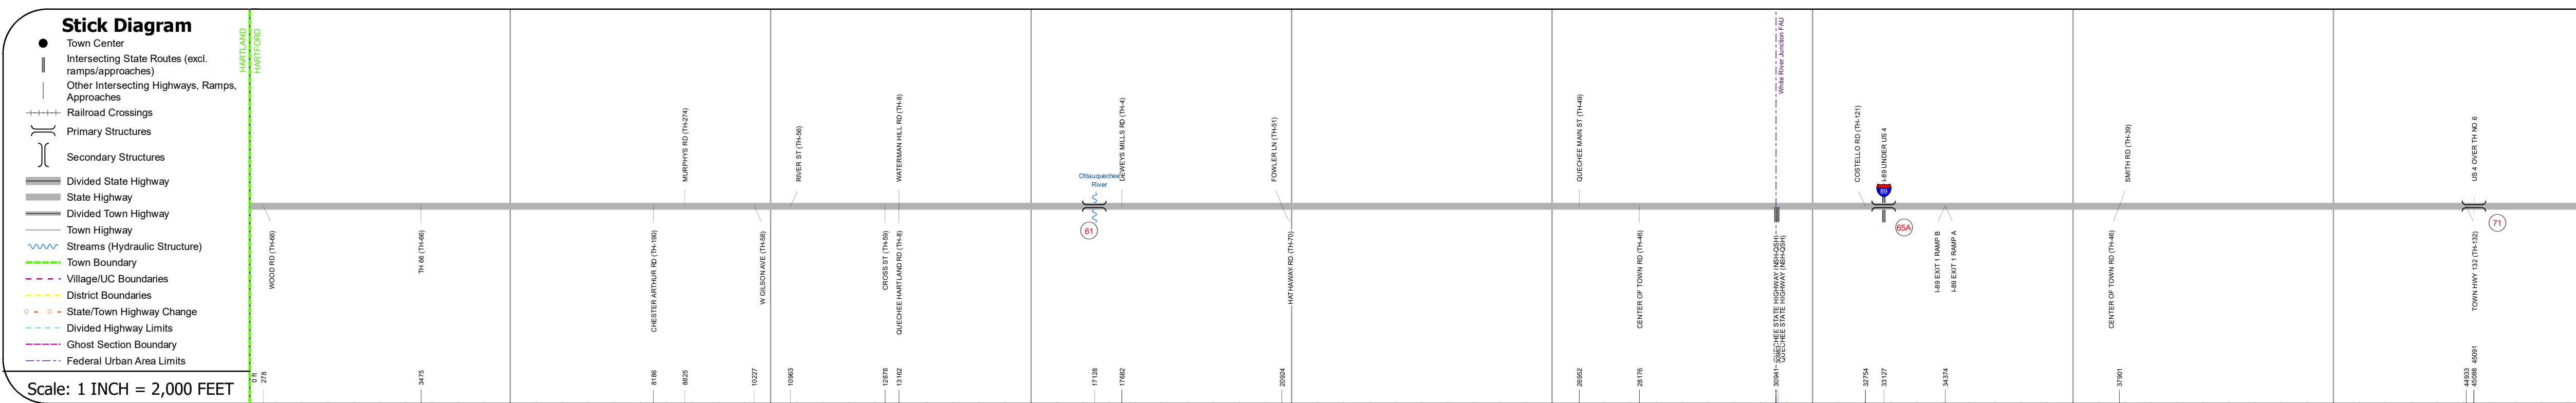 Stick Diagram
Town Center
Intersecting State Routes (excl.
ramps/approaches)
Other Intersecting Highways, Ramps,
Approaches
Railroad Crossings
Primary Structures
Secondary Structures
Divided State Highway
State Highway
Divided Town Highway
Town Highway
Streams (Hydraulic Structure)
Town Boundary
Village/UC Boundaries
District Boundaries
State/Town Highway Change
Divided Highway Limits
Ghost Section Boundary
Federal Urban Area Limits
Scale: 1 INCH = 2,000 FEET
HARTLAND
HARTFORD
MURPHYS RD (TH-274)
RIVER ST (TH-56)
WATERMAN HILL RD (TH-8)
Ottauquechee
River
DEWEYS MILLS RD (TH-4)
FOWLER LN (TH-51)
QUECHEE MAIN ST (TH-49)
White River Junction FAU
COSTELLO RD (TH-121)
I-89 UNDER US 4
89
SMITH RD (TH-39)
US 4 OVER TH NO 6
WOOD RD (TH-66)
TH 66 (TH-66)
CHESTER ARTHUR RD (TH-190)
W GILSON AVE (TH-58)
CROSS ST (TH-59)
QUECHEE HARTLAND RD (TH-8)
61
HATHAWAY RD (TH-70)
CENTER OF TOWN RD (TH-46)
QUECHEE STATE HIGHWAY (NSH-QSH)
QUECHEE STATE HIGHWAY (NSH-QSH)
65A
I-89 EXIT 1 RAMP B
I-89 EXIT 1 RAMP A
CENTER OF TOWN RD (TH-46)
71
TOWN HWY 132 (TH-132)
0 ft
278
3475
8186
8825
10227
10963
12878
13162
17128
17682
20924
26952
28176
30941
32754
33127
34374
37901
44933
45088
45091